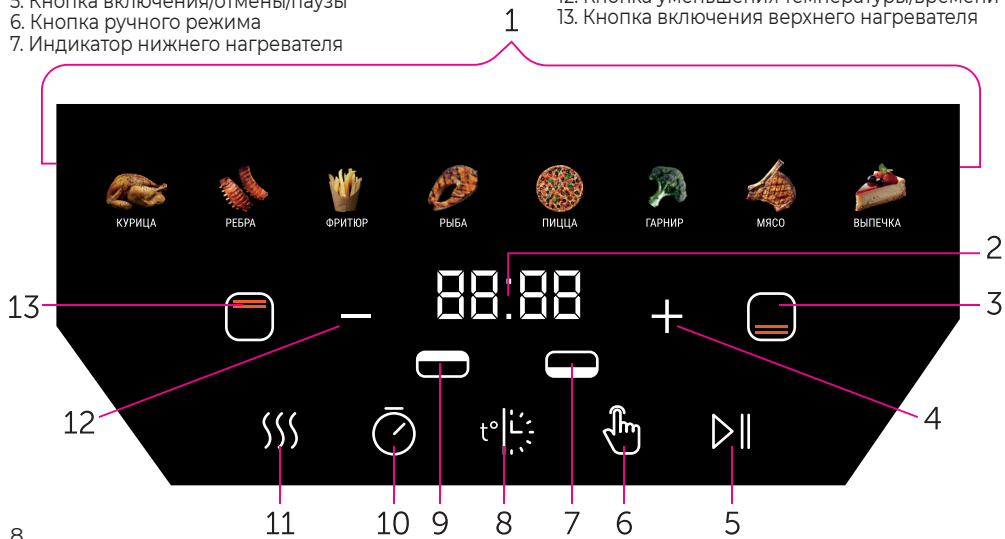 5. Кнопка включения/отмены/паузы
6. Кнопка ручного режима
7. Индикатор нижнего нагревателя
12. Кнопка уменьшения температуры/времени
13. Кнопка включения верхнего нагревателя
1
КУРИЦА
РЕБРА
ФРИТЮР
РЫБА
ПИЦЦА
ГАРНИР
МЯСО
ВЫПЕЧКА
2
88:88
13
3
12
4
t°
11
10
9
8
7
6
5
8